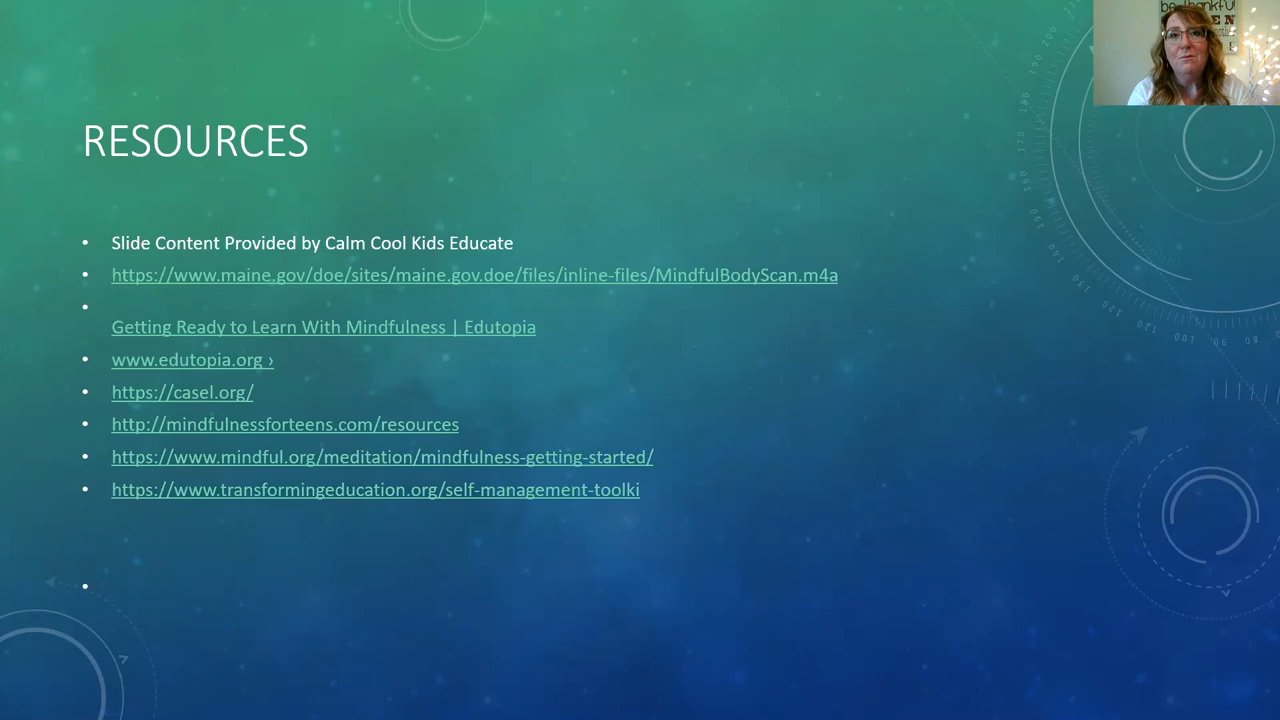 RESOURCES
• Slide Content Provided by Calm Cool Kids Educate
• https://www.maine.gov/doe/sites/maine.gov.doe/files/inline-files/MindfulBodyScan.m4a
•
Getting Ready to Learn With Mindfulness | Edutopia
• www.edutopia.org ›
• https://casel.org/
• http://mindfulnessforteens.com/resources
• https://www.mindful.org/meditation/mindfulness-getting-started/
• https://www.transformingeducation.org/self-management-toolki
•
be thankful